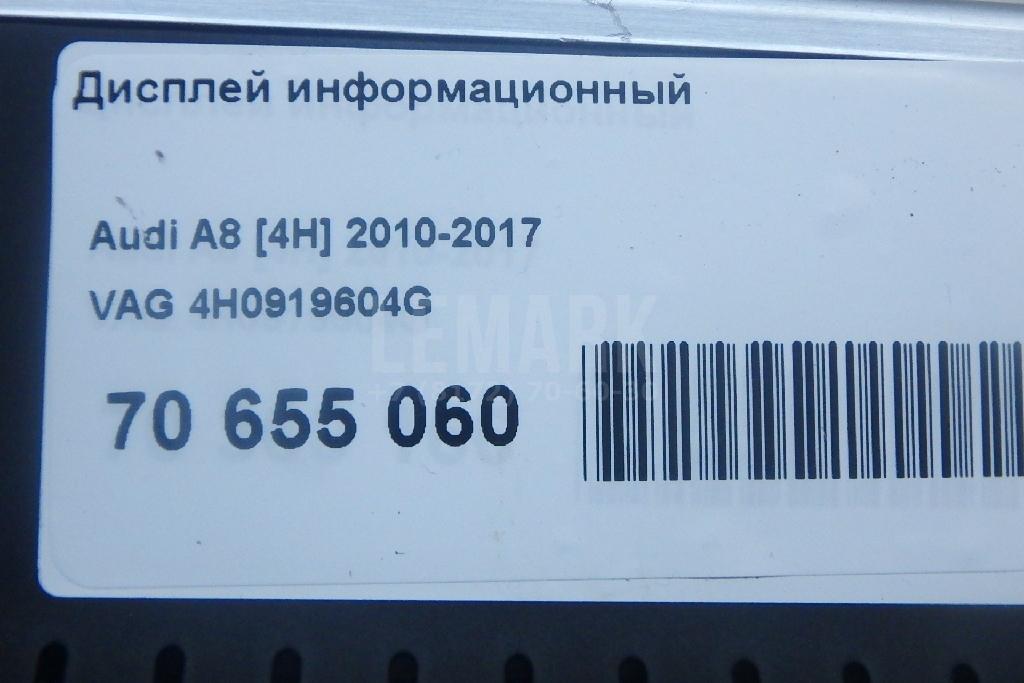 Дисплей информационный
Audi A8 [4H] 2010-2017
VAG 4H0919604G
LEMARK
70 655 060